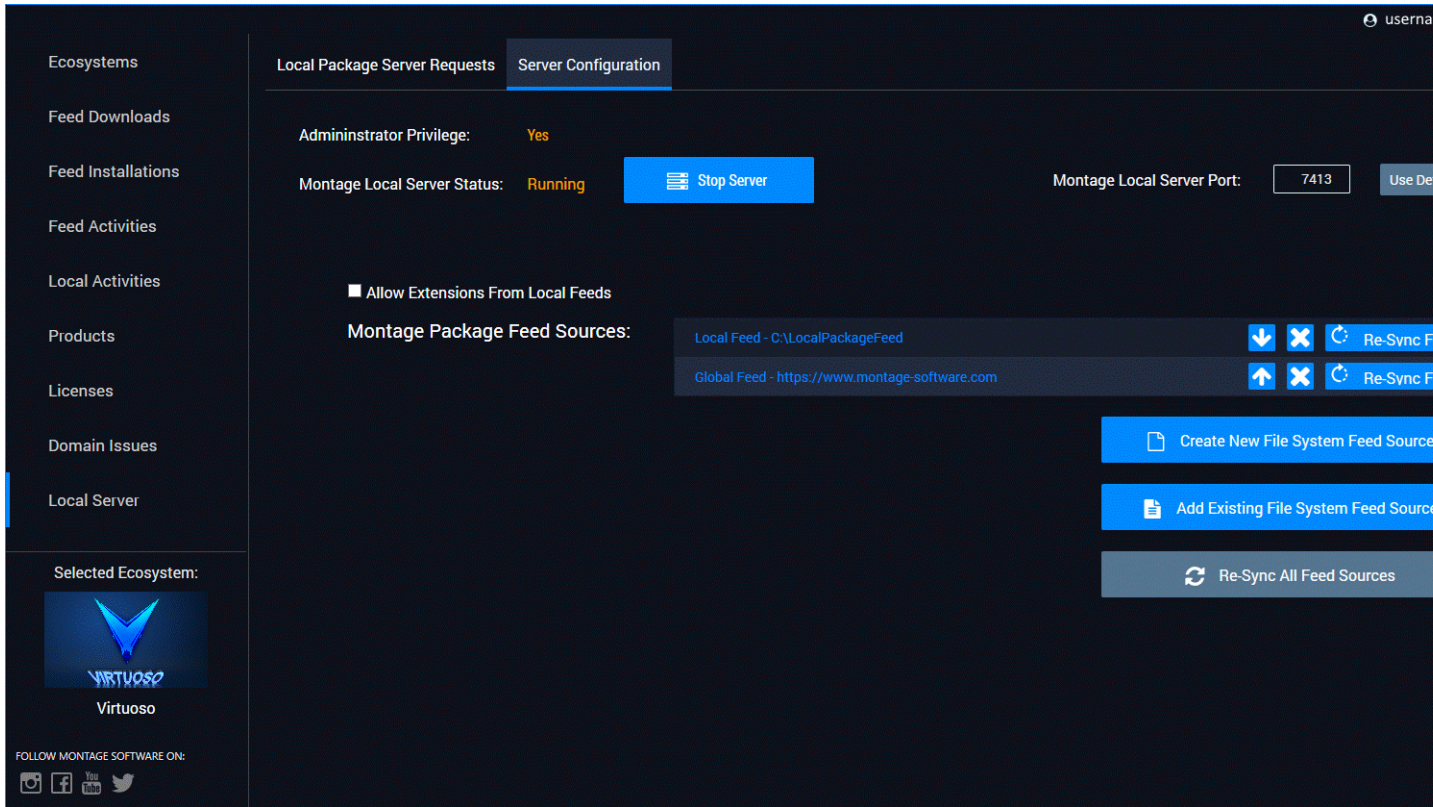 userna
Ecosystems
Feed Downloads
Feed Installations
Feed Activities
Local Activities
Products
Licenses
Domain Issues
Local Server
Selected Ecosystem:
VIRTUOSO
Virtuoso
FOLLOW MONTAGE SOFTWARE ON:
You
Tube
Local Package Server Requests Server Configuration
Admininstrator Privilege: Yes
Montage Local Server Status: Running Stop Server Montage Local Server Port: 7413 Use De
Allow Extensions From Local Feeds
Montage Package Feed Sources:
Local Feed - C:\LocalPackageFeed Re-Sync F
Global Feed - https://www.montage-software.com Re-Sync F
Create New File System Feed Source
Add Existing File System Feed Source
Re-Sync All Feed Sources